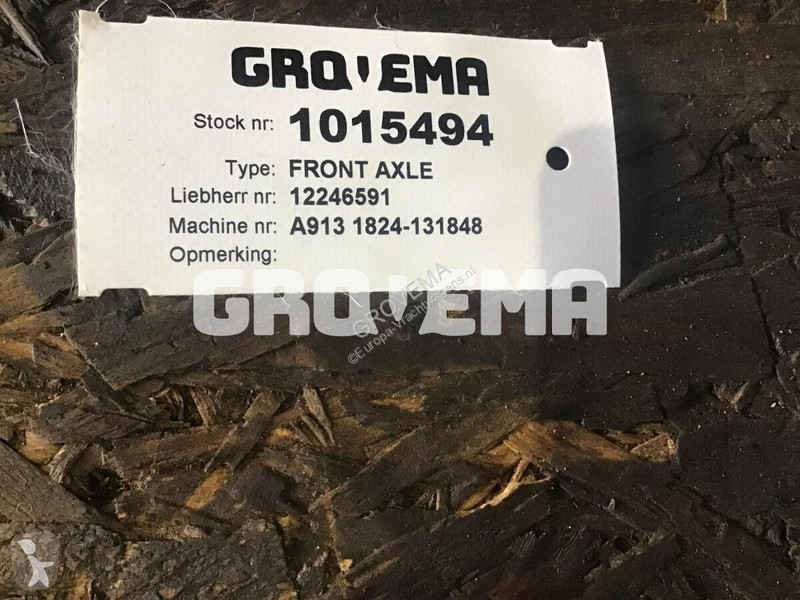 GROVEMA
Stock nr: 1015494
Type: FRONT AXLE
Liebherr nr: 12246591
Machine nr: A913 1824-131848
Opmerking:
GROVEMA
GROVEMA
©Europa-Vrachtwagens.nl